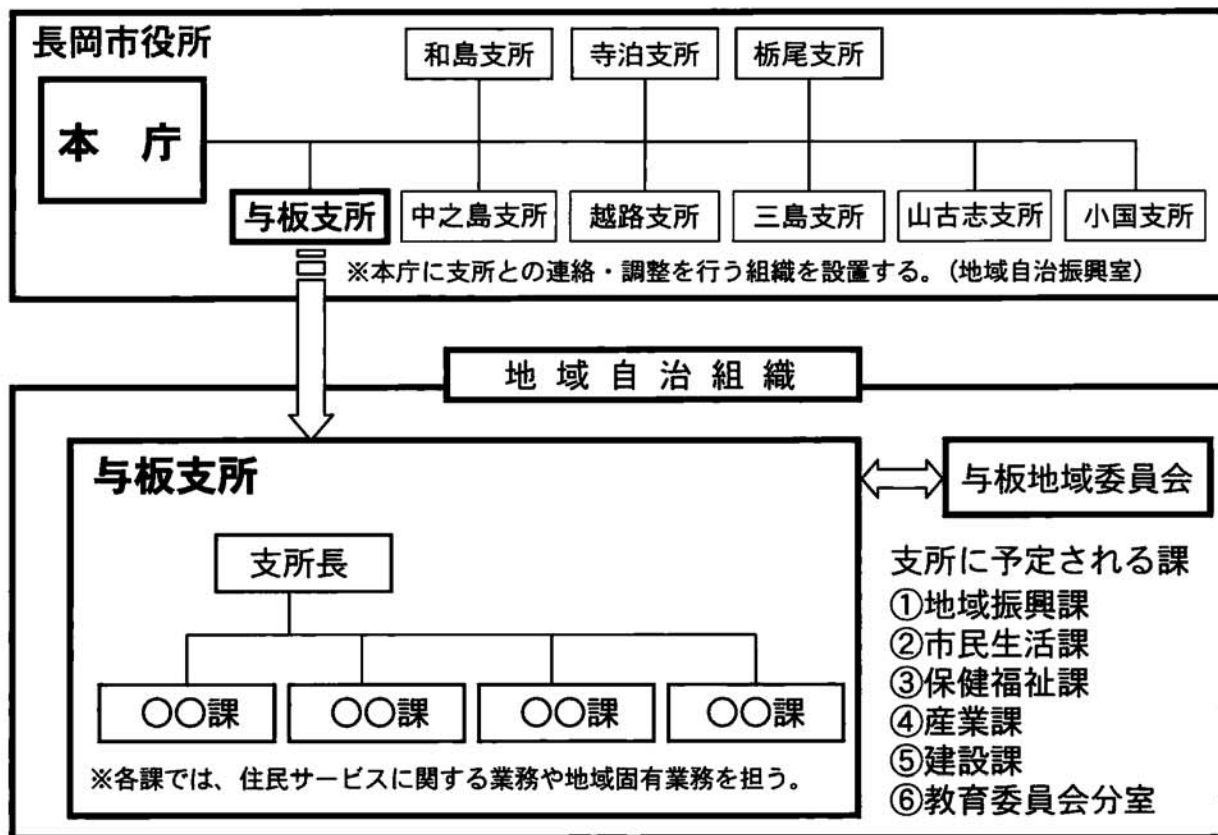 長岡市役所
和島支所
寺泊支所
栃尾支所
本　庁
与板支所
中之島支所
越路支所
三島支所
山古志支所
小国支所
※本庁に支所との連絡・調整を行う組織を設置する。（地域自治振興室）
地域自治組織
与板支所
与板地域委員会
支所長
〇〇課
〇〇課
〇〇課
〇〇課
※各課では、住民サービスに関する業務や地域固有業務を担う。
支所に予定される課
①地域振興課
②市民生活課
③保健福祉課
④産業課
⑤建設課
⑥教育委員会分室